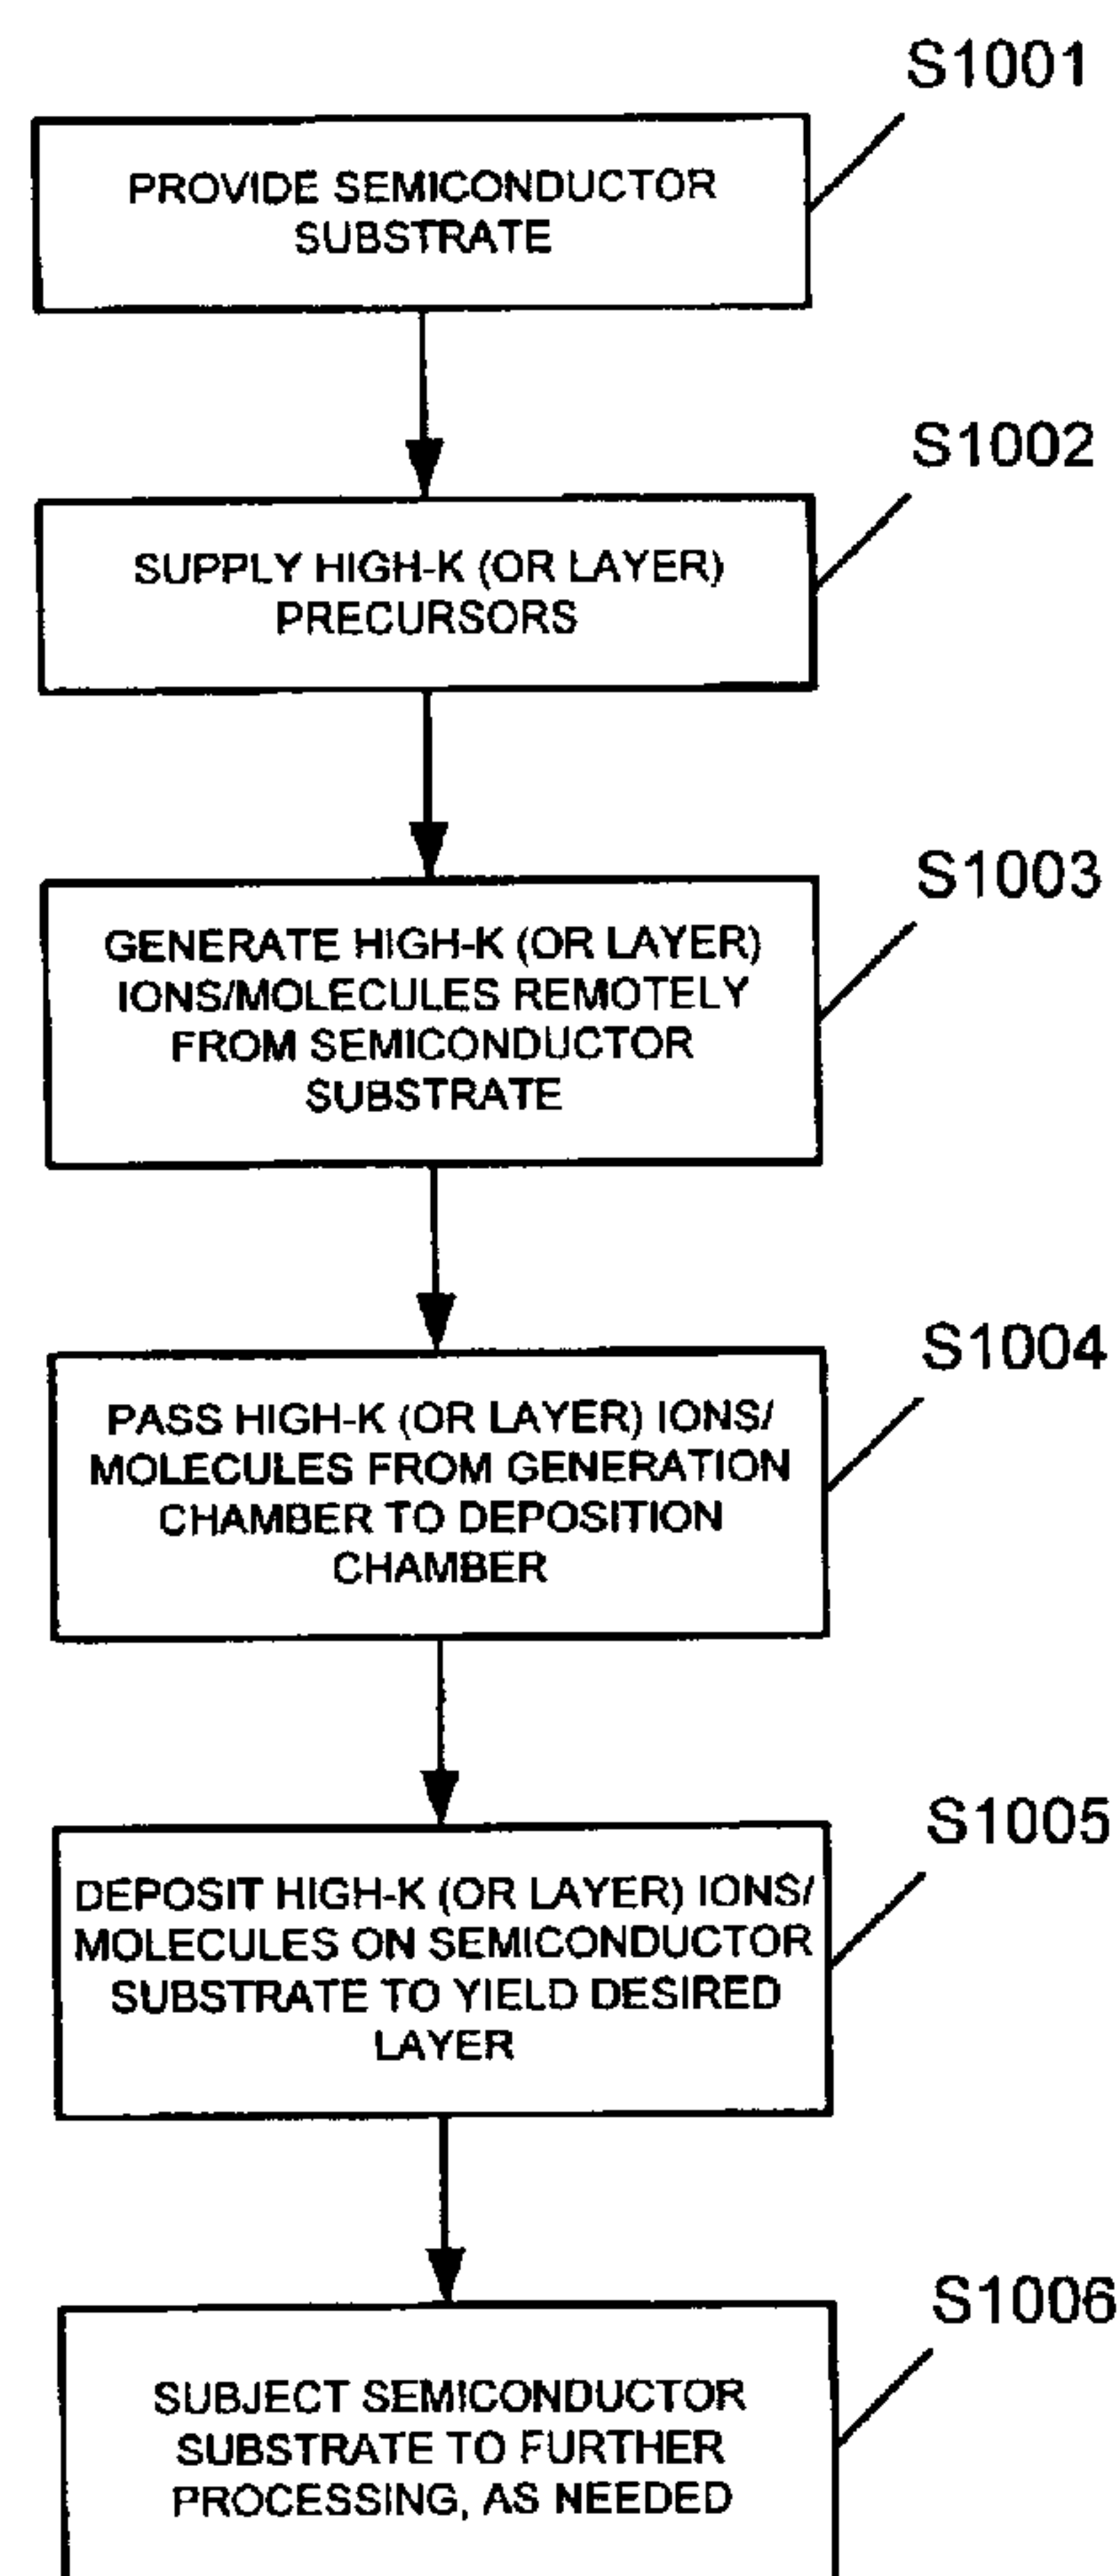 S1001
PROVIDE SEMICONDUCTOR
SUBSTRATE
S1002
SUPPLY HIGH-K (OR LAYER)
PRECURSORS
S1003
GENERATE HIGH-K (OR LAYER)
IONS/MOLECULES REMOTELY
FROM SEMICONDUCTOR
SUBSTRATE
S1004
PASS HIGH-K (OR LAYER) IONS/
MOLECULES FROM GENERATION
CHAMBER TO DEPOSITION
CHAMBER
S1005
DEPOSIT HIGH-K (OR LAYER) IONS/
MOLECULES ON SEMICONDUCTOR
SUBSTRATE TO YIELD DESIRED
LAYER
S1006
SUBJECT SEMICONDUCTOR
SUBSTRATE TO FURTHER
PROCESSING, AS NEEDED